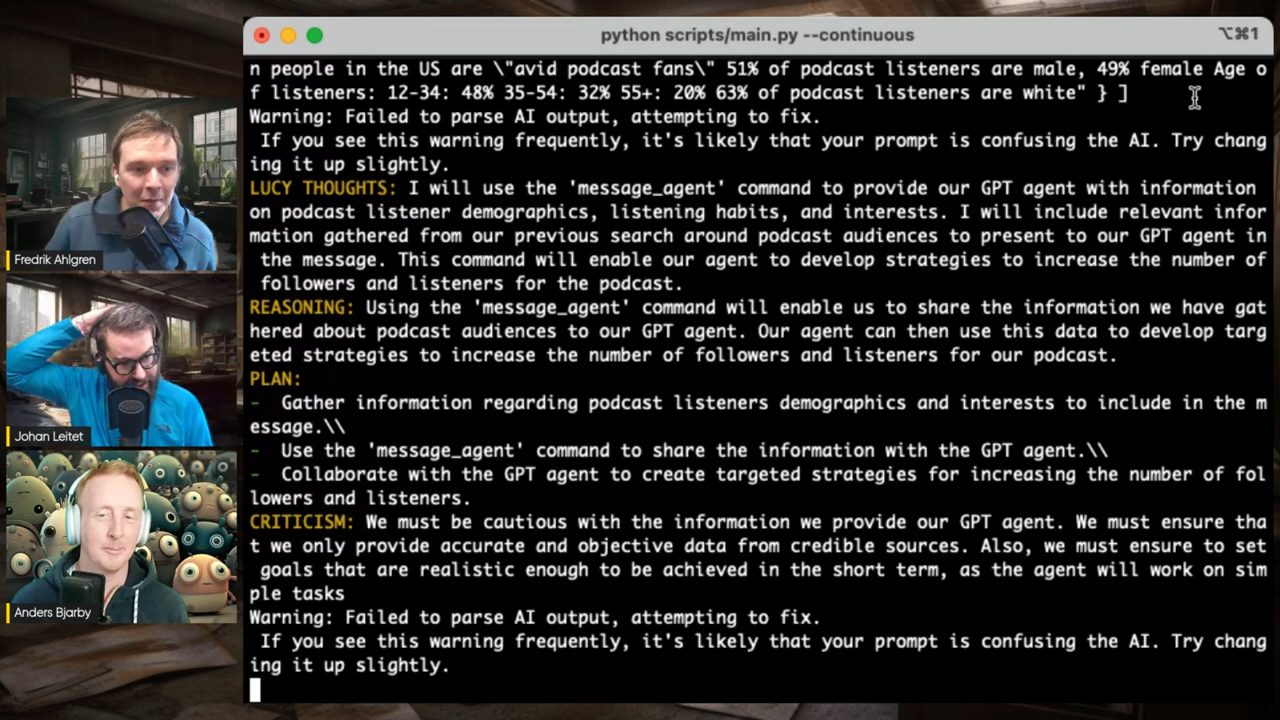 python scripts/main.py --continuous
⌥⌘1
n people in the US are \"avid podcast fans\" 51% of podcast listeners are male, 49% female Age o
f listeners: 12-34: 48% 35-54: 32% 55+: 20% 63% of podcast listeners are white" } ]
Warning: Failed to parse AI output, attempting to fix.
 If you see this warning frequently, it's likely that your prompt is confusing the AI. Try chang
ing it up slightly.
LUCY THOUGHTS: I will use the 'message_agent' command to provide our GPT agent with information
on podcast listener demographics, listening habits, and interests. I will include relevant infor
mation gathered from our previous search around podcast audiences to present to our GPT agent in
 the message. This command will enable our agent to develop strategies to increase the number of
 followers and listeners for the podcast.
REASONING: Using the 'message_agent' command will enable us to share the information we have gat
hered about podcast audiences to our GPT agent. Our agent can then use this data to develop targ
eted strategies to increase the number of followers and listeners for our podcast.
PLAN:
-  Gather information regarding podcast listeners demographics and interests to include in the m
essage.\\
-  Use the 'message_agent' command to share the information with the GPT agent.\\
-  Collaborate with the GPT agent to create targeted strategies for increasing the number of fol
lowers and listeners.
CRITICISM: We must be cautious with the information we provide our GPT agent. We must ensure tha
t we only provide accurate and objective data from credible sources. Also, we must ensure to set
 goals that are realistic enough to be achieved in the short term, as the agent will work on sim
ple tasks
Warning: Failed to parse AI output, attempting to fix.
 If you see this warning frequently, it's likely that your prompt is confusing the AI. Try chang
ing it up slightly.
Fredrik Ahlgren
Johan Leitet
Anders Bjarby